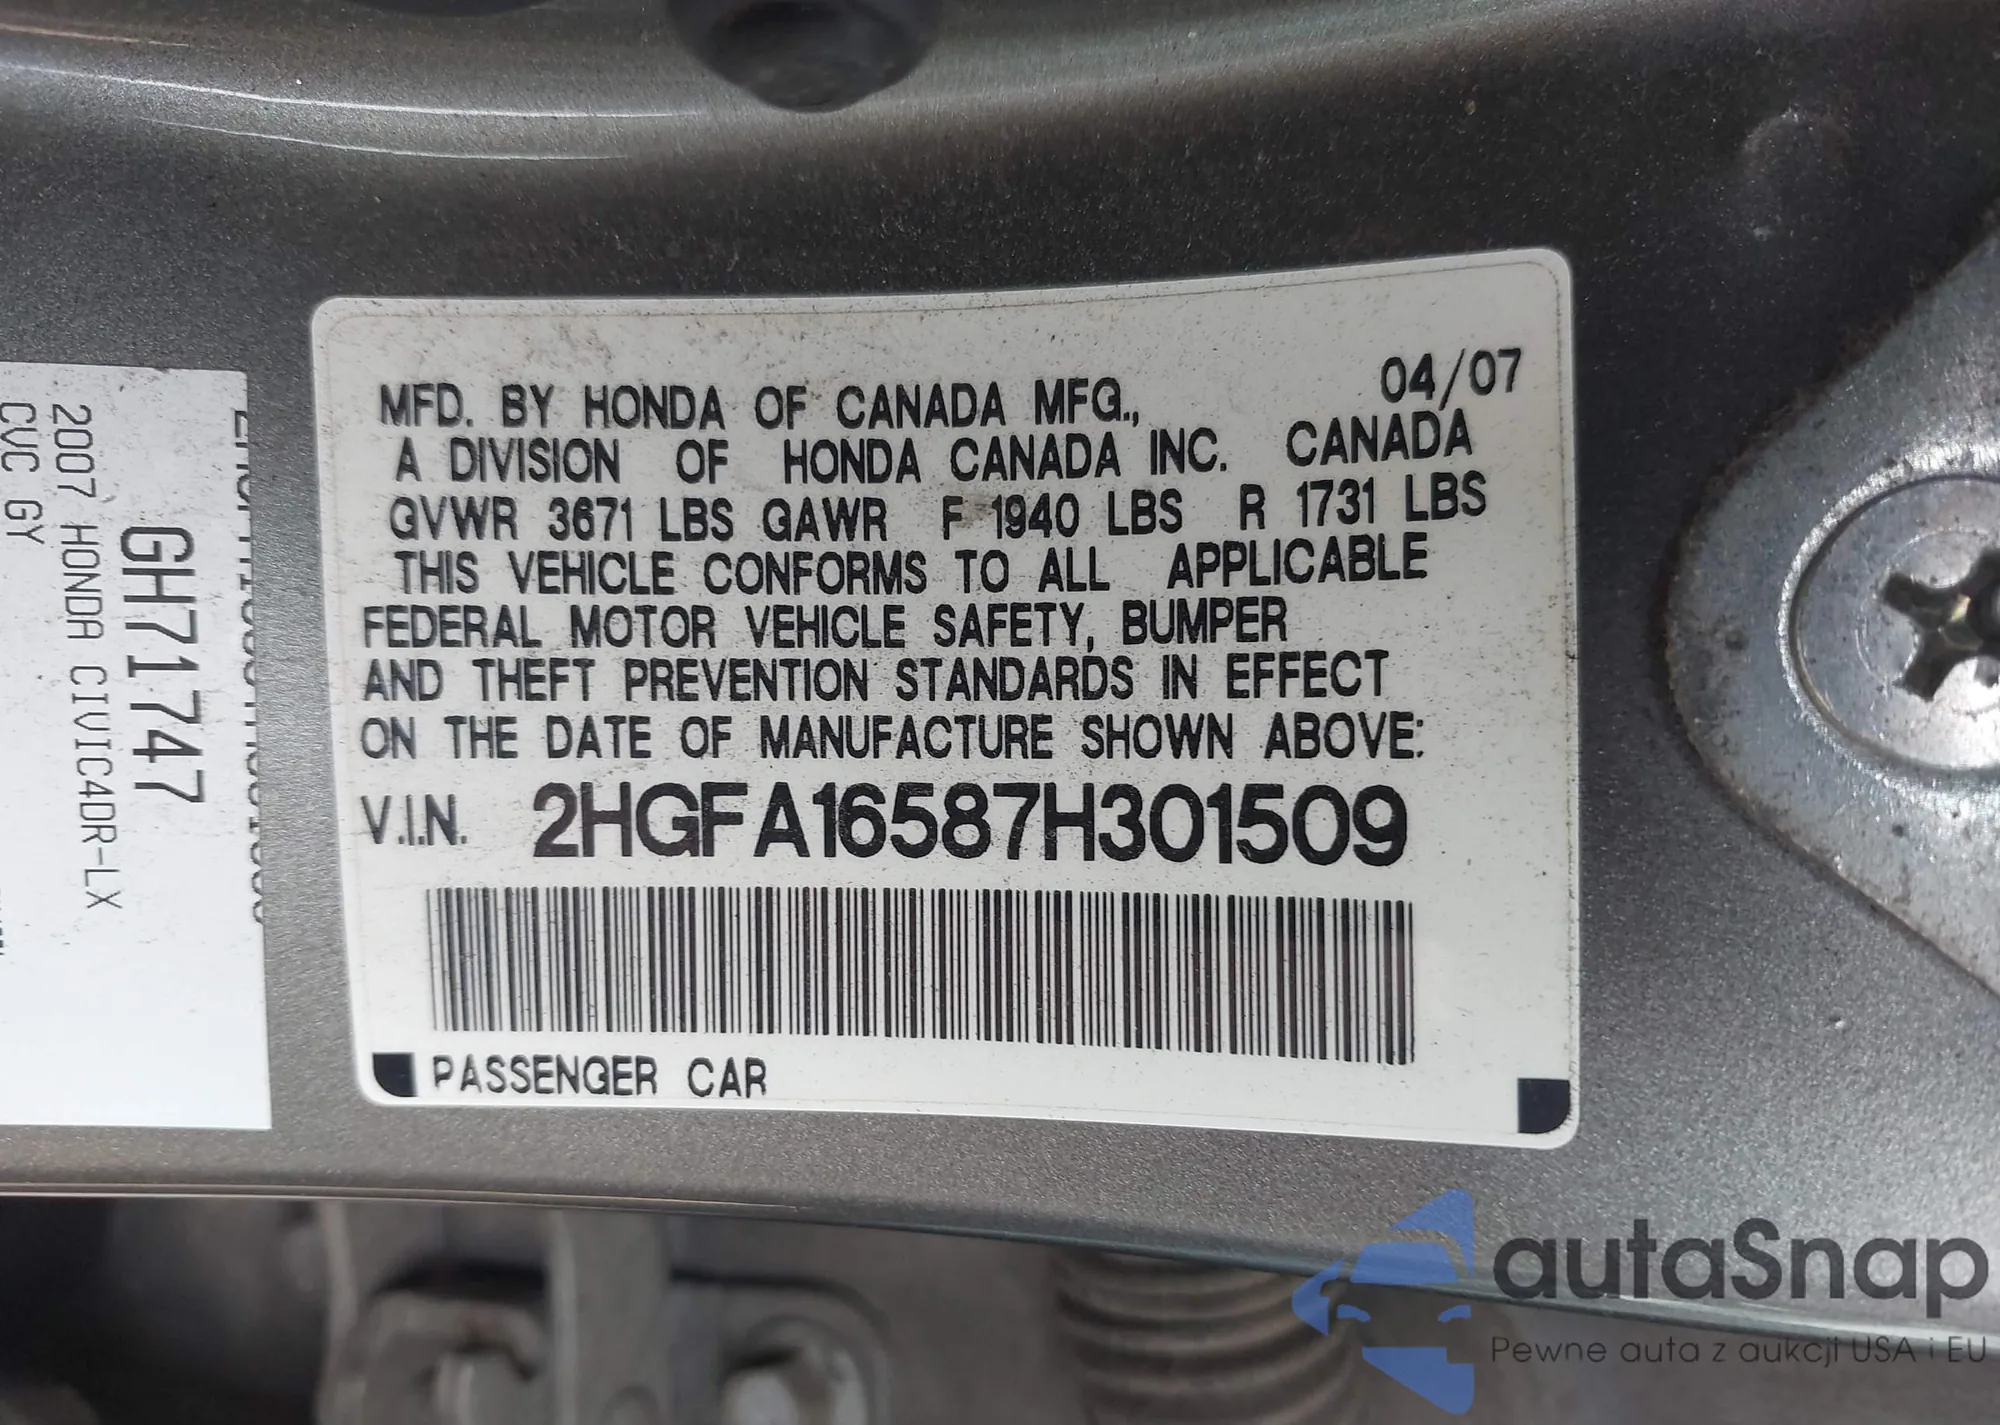 MFD. BY HONDA OF CANADA MFG., 04/07
A DIVISION OF HONDA CANADA INC. CANADA
GVWR 3671 LBS GAWR F 1940 LBS R 1731 LBS
THIS VEHICLE CONFORMS TO ALL APPLICABLE
FEDERAL MOTOR VEHICLE SAFETY, BUMPER
AND THEFT PREVENTION STANDARDS IN EFFECT
ON THE DATE OF MANUFACTURE SHOWN ABOVE:
V.I.N. 2HGFA16587H301509
PASSENGER CAR
GH71747
2007 HONDA CIVIC4DR-LX
CVC GY
autaSnap
Pewne auta z aukcji USA i EU